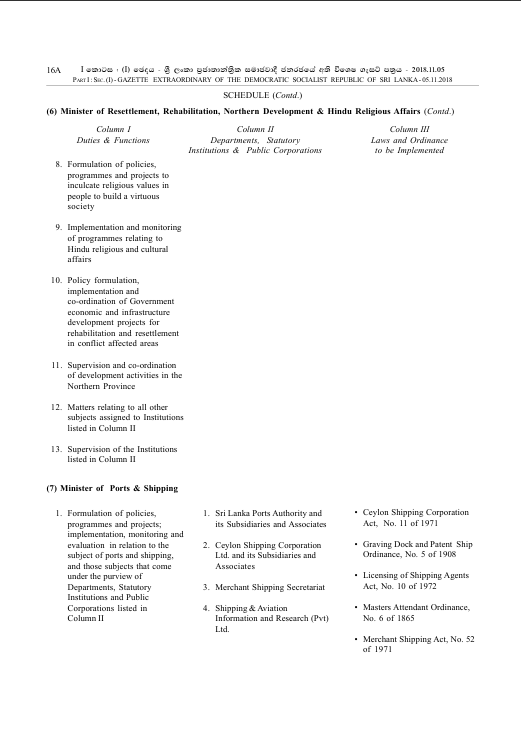 16A
I කොටස : (I) ඡෙදය - ශ්‍රී ලංකා ප්‍රජාතාන්ත්‍රික සමාජවාදී ජනරජයේ අති විශෙෂ ගැසට් පත්‍රය - 2018.11.05
PART I : SEC. (I) - GAZETTE EXTRAORDINARY OF THE DEMOCRATIC SOCIALIST REPUBLIC OF SRI LANKA - 05.11.2018
SCHEDULE (Contd.)
(6) Minister of Resettlement, Rehabilitation, Northern Development & Hindu Religious Affairs (Contd.)
Column I
Duties & Functions
Column II
Departments, Statutory
Institutions & Public Corporations
Column III
Laws and Ordinance
to be Implemented
8. Formulation of policies,
programmes and projects to
inculcate religious values in
people to build a virtuous
society
9. Implementation and monitoring
of programmes relating to
Hindu religious and cultural
affairs
10. Policy formulation,
implementation and
co-ordination of Government
economic and infrastructure
development projects for
rehabilitation and resettlement
in conflict affected areas
11. Supervision and co-ordination
of development activities in the
Northern Province
12. Matters relating to all other
subjects assigned to Institutions
listed in Column II
13. Supervision of the Institutions
listed in Column II
(7) Minister of Ports & Shipping
1. Formulation of policies,
programmes and projects;
implementation, monitoring and
evaluation in relation to the
subject of ports and shipping,
and those subjects that come
under the purview of
Departments, Statutory
Institutions and Public
Corporations listed in
Column II
1. Sri Lanka Ports Authority and
its Subsidiaries and Associates
2. Ceylon Shipping Corporation
Ltd. and its Subsidiaries and
Associates
3. Merchant Shipping Secretariat
4. Shipping & Aviation
Information and Research (Pvt)
Ltd.
• Ceylon Shipping Corporation
Act, No. 11 of 1971
• Graving Dock and Patent Ship
Ordinance, No. 5 of 1908
• Licensing of Shipping Agents
Act, No. 10 of 1972
• Masters Attendant Ordinance,
No. 6 of 1865
• Merchant Shipping Act, No. 52
of 1971